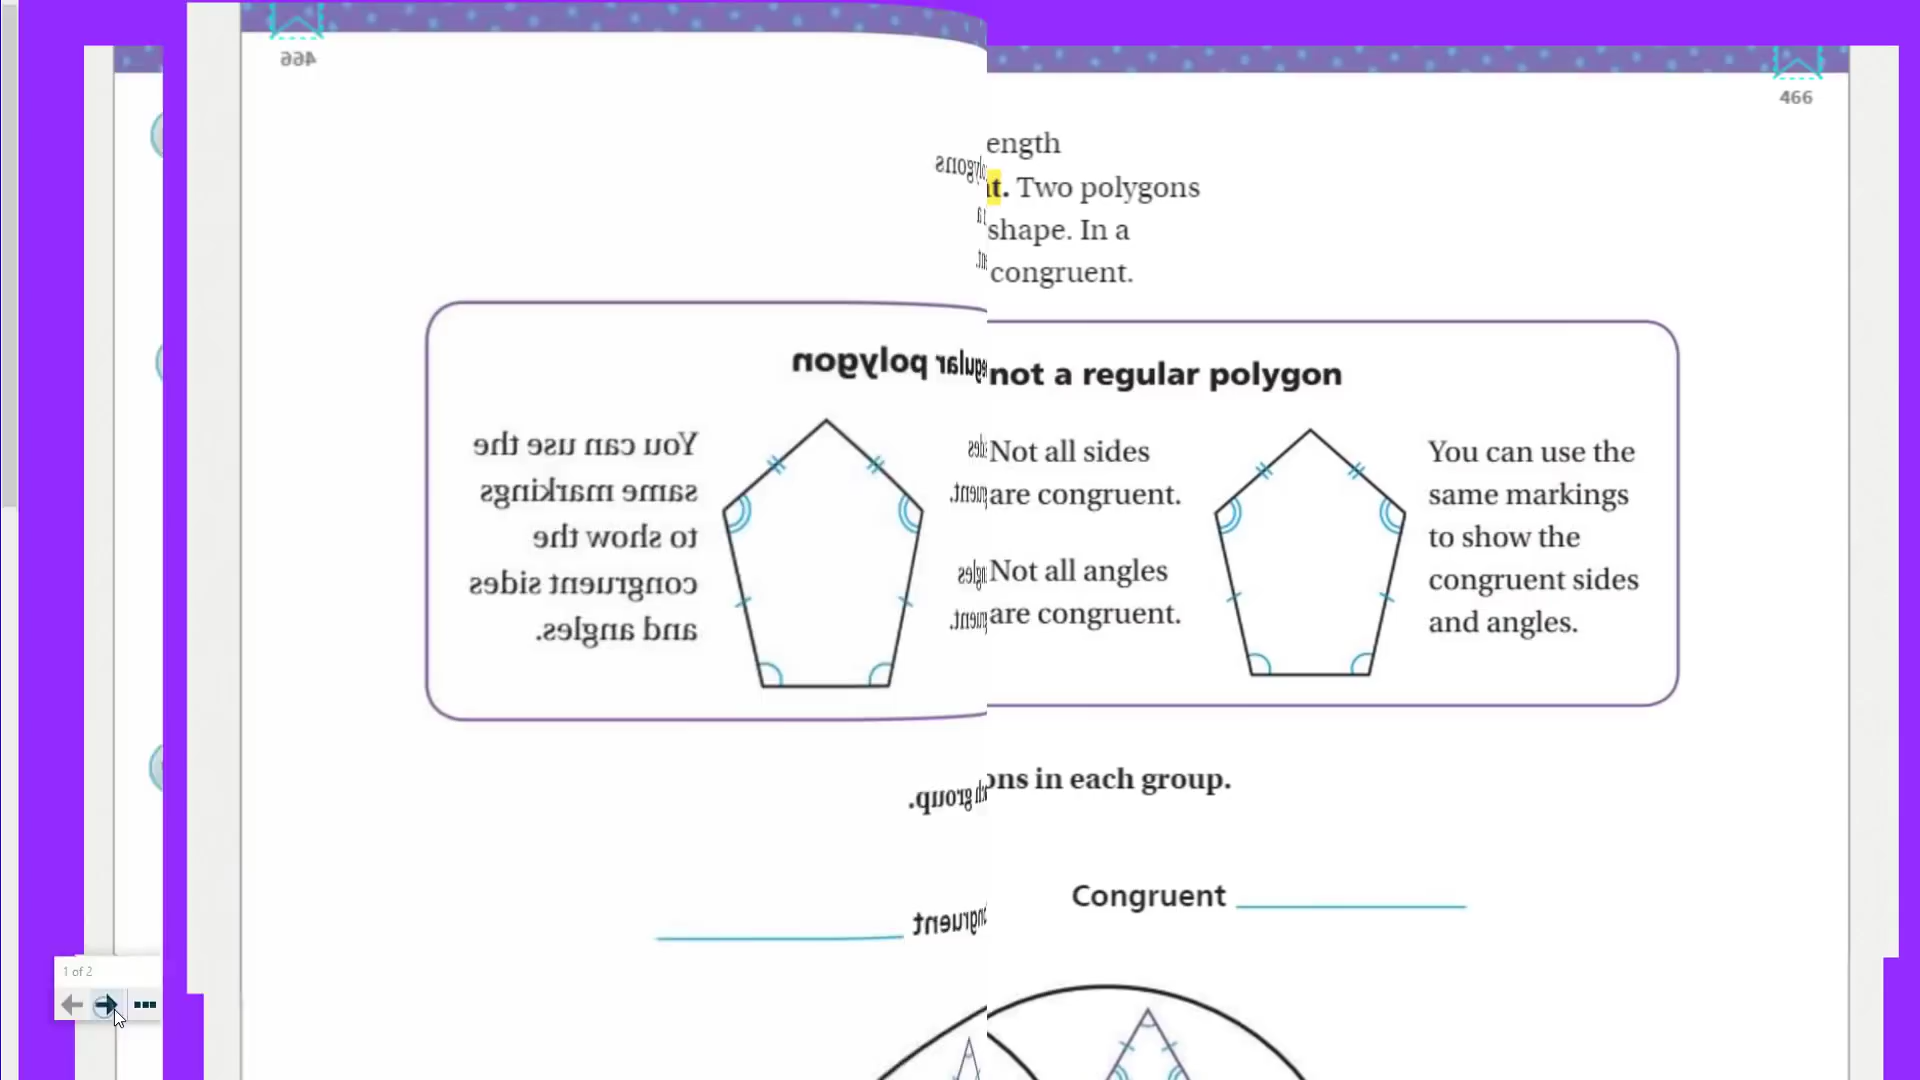 466
466
ength
t. Two polygons
shape. In a
congruent.
polygon
not a regular polygon
You can use the
same markings
to show the
congruent sides
and angles.
Not all sides
are congruent.
Not all angles
are congruent.
You can use the
same markings
to show the
congruent sides
and angles.
group.
ons in each group.
Congruent
1 of 2